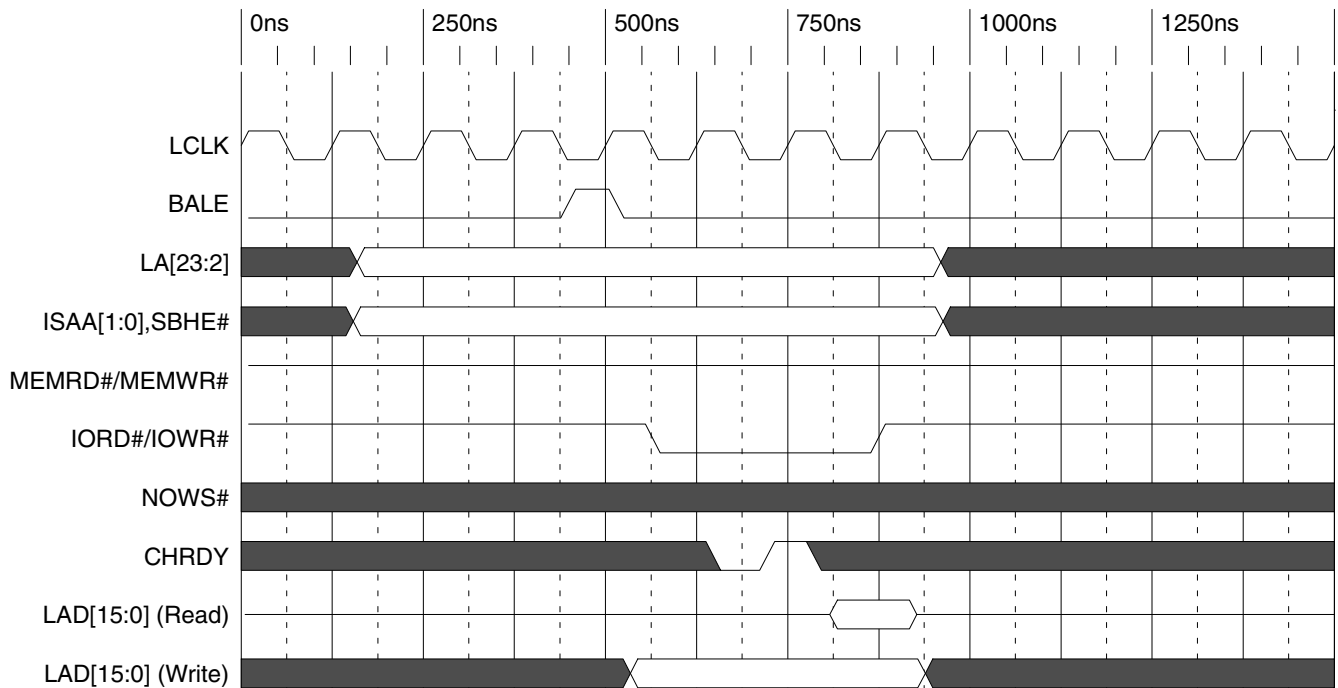 0ns 250ns 500ns 750ns 1000ns 1250ns
LCLK
BALE
LA[23:2]
ISAA[1:0],SBHE#
MEMRD#/MEMWR#
IORD#/IOWR#
NOWS#
CHRDY
LAD[15:0] (Read)
LAD[15:0] (Write)